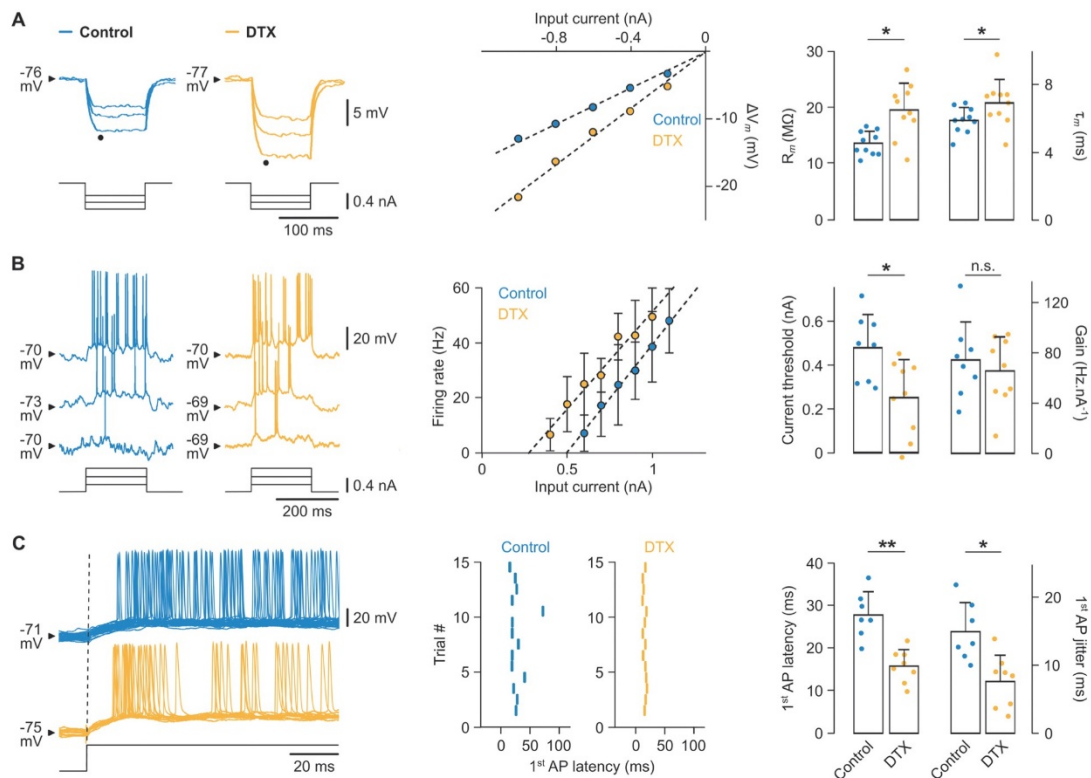 A
Control
DTX
-76
mV
-77
mV
5 mV
0.4 nA
100 ms
Input current (nA)
-0.8
-0.4
0
-10
-20
ΔVm
(mV)
Control
DTX
*
*
30
20
10
0
Rm (MΩ)
8
4
0
τm
(ms)
B
-70
mV
-73
mV
-70
mV
-70
mV
-69
mV
-69
mV
20 mV
0.4 nA
200 ms
Control
DTX
60
40
20
0
Firing rate (Hz)
0
0.5
1
Input current (nA)
*
n.s.
0.6
0.4
0.2
0
Current threshold (nA)
120
80
40
0
Gain (Hz.nA-1)
C
-71
mV
-75
mV
20 mV
20 ms
Control
DTX
15
10
5
0
Trial #
0
50
100
0
50
100
1st AP latency (ms)
**
*
40
30
20
10
0
1st AP latency (ms)
20
10
0
1st AP jitter (ms)
Control
DTX
Control
DTX